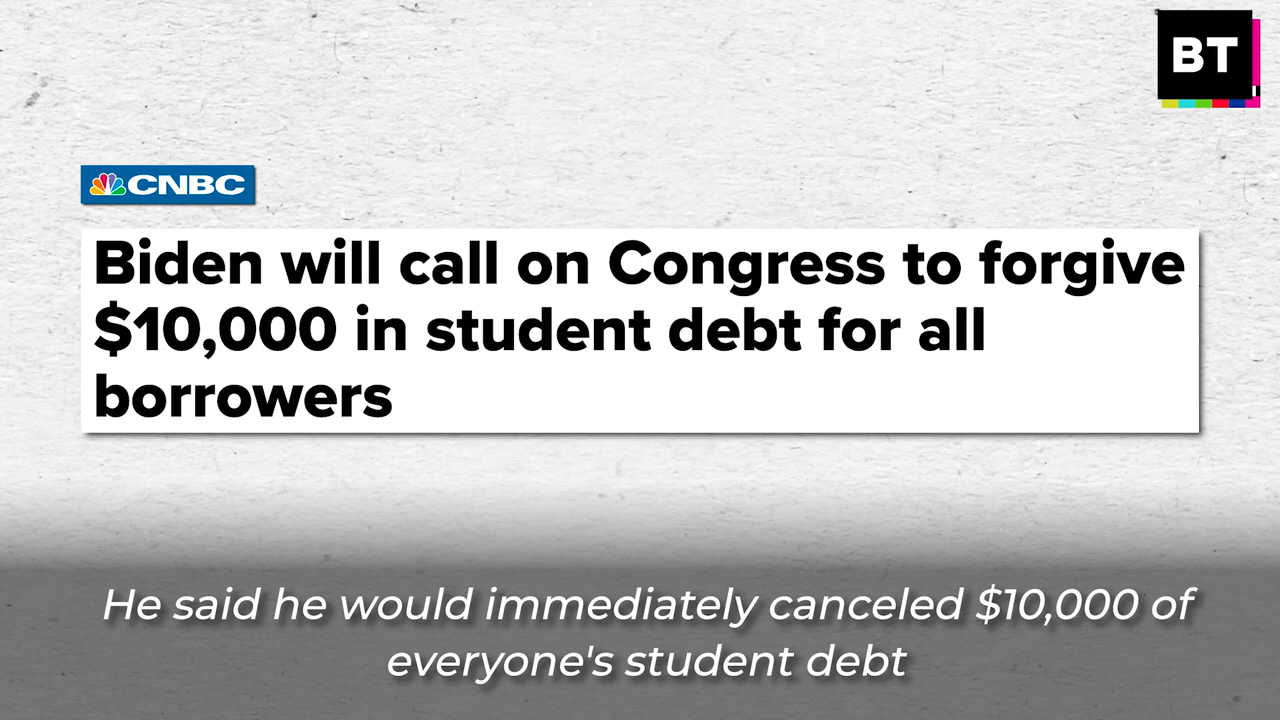 BT
CNBC
Biden will call on Congress to forgive
$10,000 in student debt for all
borrowers
He said he would immediately canceled $10,000 of
everyone's student debt